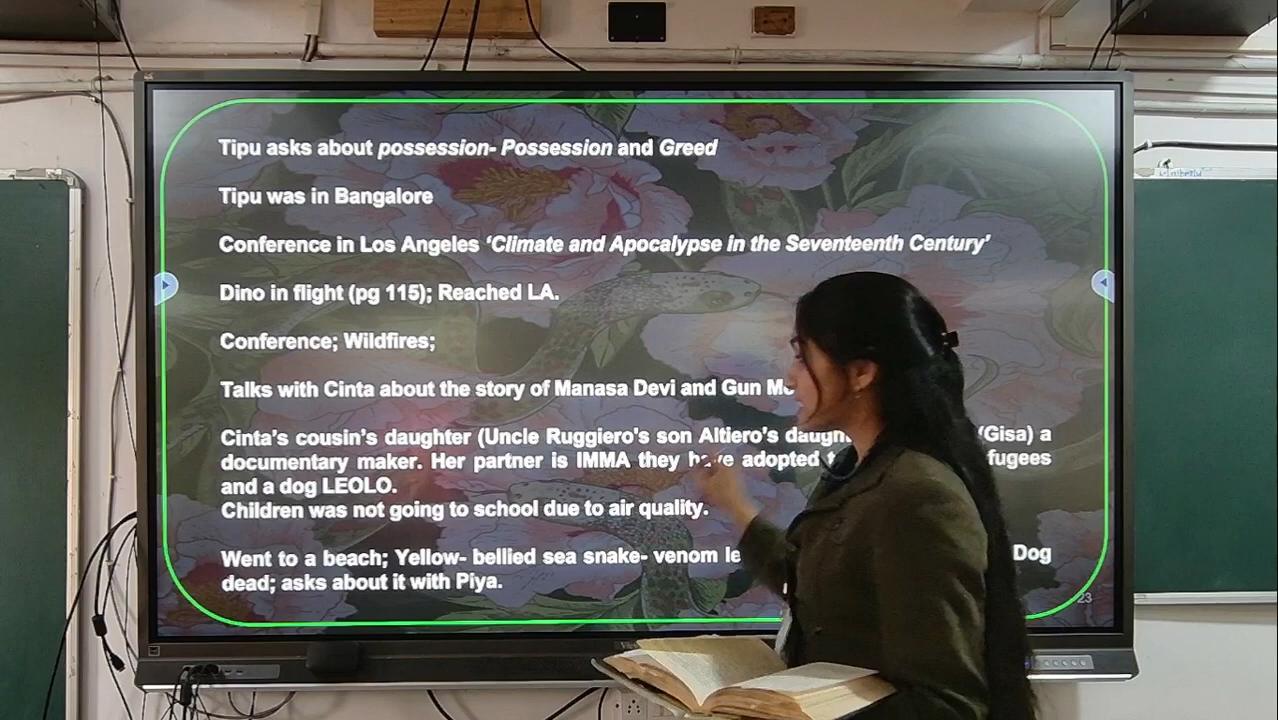 Tipu asks about possession- Possession and Greed
Tipu was in Bangalore
Conference in Los Angeles ‘Climate and Apocalypse in the Seventeenth Century’
Dino in flight (pg 115); Reached LA.
Conference; Wildfires;
Talks with Cinta about the story of Manasa Devi and Gun
Cinta’s cousin’s daughter (Uncle Ruggiero’s son Altiero’s (Gisa) a
documentary maker. Her partner is IMMA they have adopted
and a dog LEOLO.
Children was not going to school due to air quality.
Went to a beach; Yellow- bellied sea snake- venom Dog
dead; asks about it with Piya.
23